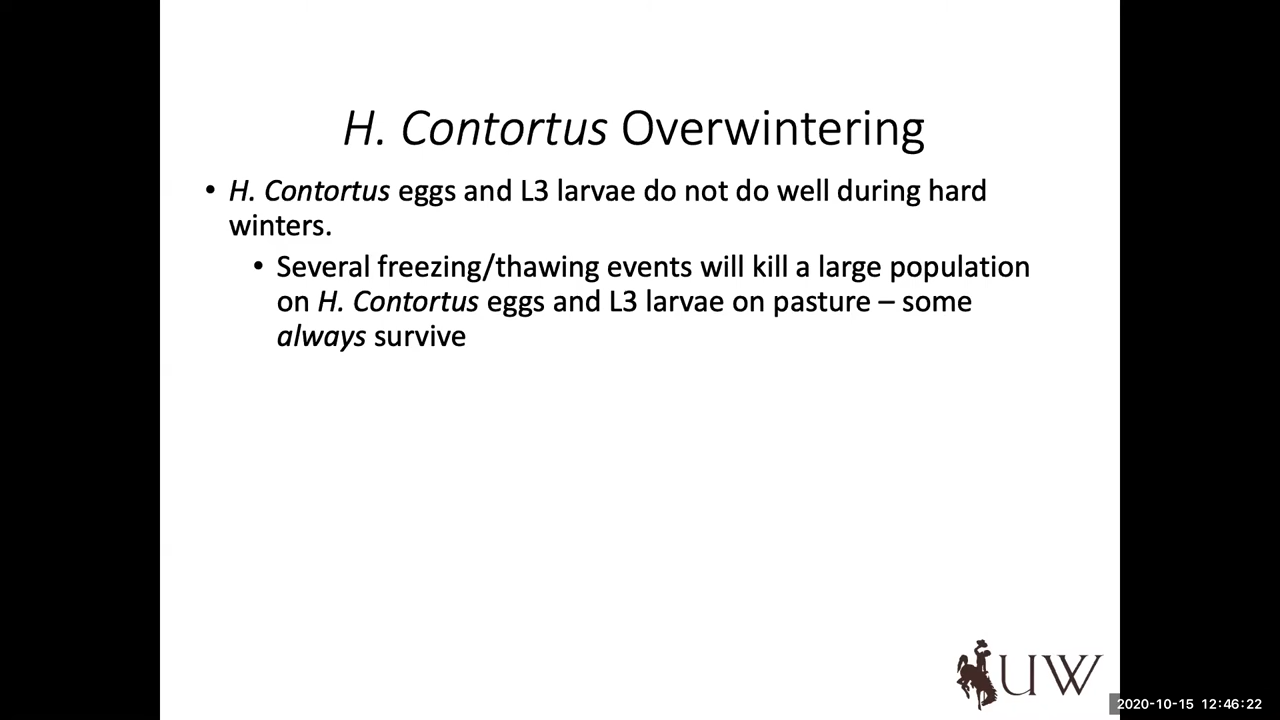 H. Contortus Overwintering
• H. Contortus eggs and L3 larvae do not do well during hard
winters.
• Several freezing/thawing events will kill a large population
on H. Contortus eggs and L3 larvae on pasture – some
always survive
UW
2020-10-15 12:46:22